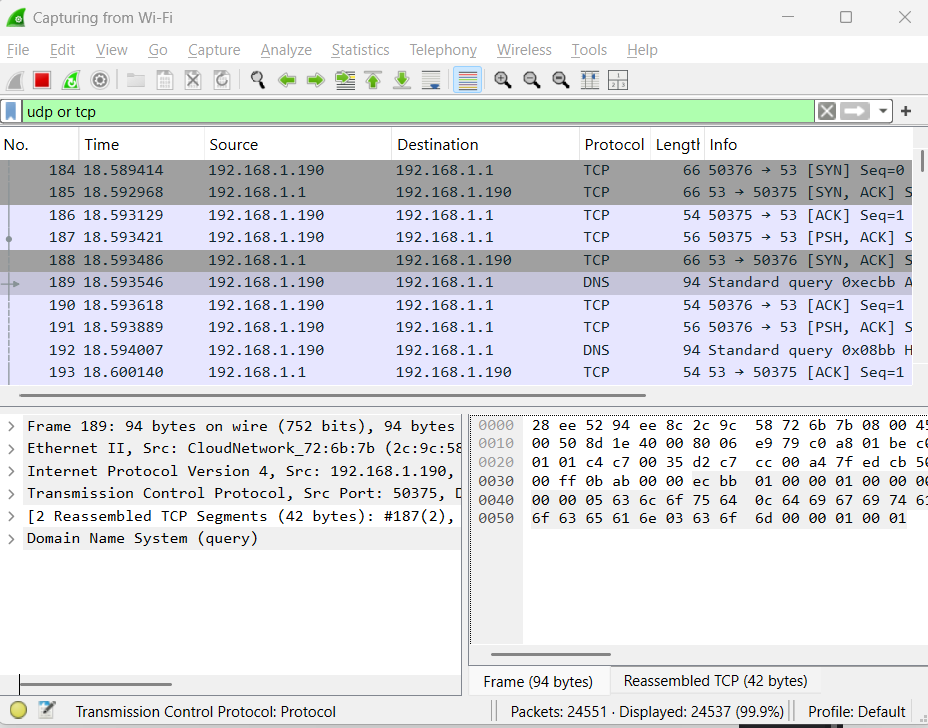 Capturing from Wi-Fi
File Edit View Go Capture Analyze Statistics Telephony Wireless Tools Help
udp or tcp
No. Time Source Destination Protocol Length Info
184 18.589414 192.168.1.190 192.168.1.1 TCP 66 50376 → 53 [SYN] Seq=0
185 18.592968 192.168.1.1 192.168.1.190 TCP 66 53 → 50375 [SYN, ACK] S
186 18.593129 192.168.1.190 192.168.1.1 TCP 54 50375 → 53 [ACK] Seq=1
187 18.593421 192.168.1.190 192.168.1.1 TCP 56 50375 → 53 [PSH, ACK] S
188 18.593486 192.168.1.1 192.168.1.190 TCP 66 53 → 50376 [SYN, ACK] S
189 18.593546 192.168.1.190 192.168.1.1 DNS 94 Standard query 0xecbb A
190 18.593618 192.168.1.190 192.168.1.1 TCP 54 50376 → 53 [ACK] Seq=1
191 18.593889 192.168.1.190 192.168.1.1 TCP 56 50376 → 53 [PSH, ACK] S
192 18.594007 192.168.1.190 192.168.1.1 DNS 94 Standard query 0x08bb H
193 18.600140 192.168.1.1 192.168.1.190 TCP 54 53 → 50375 [ACK] Seq=1
Frame 189: 94 bytes on wire (752 bits), 94 bytes
Ethernet II, Src: CloudNetwork_72:6b:7b (2c:9c:58
Internet Protocol Version 4, Src: 192.168.1.190,
Transmission Control Protocol, Src Port: 50375, D
[2 Reassembled TCP Segments (42 bytes): #187(2),
Domain Name System (query)
0000 28 ee 52 94 ee 8c 2c 9c 58 72 6b 7b 08 00 45
0010 00 50 8d 1e 40 00 80 06 e9 79 c0 a8 01 be c0
0020 01 01 c4 c7 00 35 d2 c7 cc 00 a4 7f ed cb 50
0030 00 ff 0b ab 00 00 ec bb 01 00 00 01 00 00 00
0040 00 00 05 63 6c 6f 75 64 0c 64 69 67 69 74 61
0050 6f 63 65 61 6e 03 63 6f 6d 00 00 01 00 01
Frame (94 bytes) Reassembled TCP (42 bytes)
Transmission Control Protocol: Protocol
Packets: 24551 · Displayed: 24537 (99.9%) Profile: Default